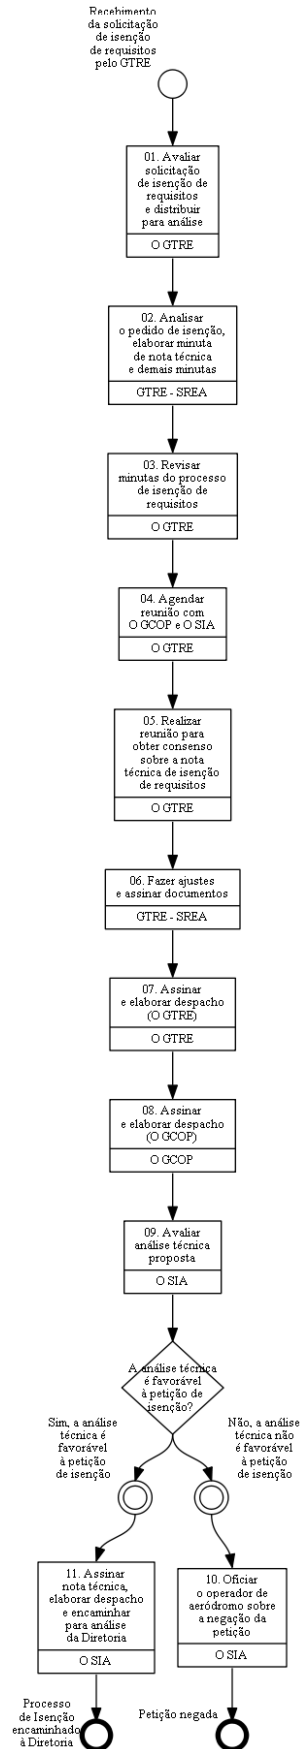 Recebimento
da solicitação
de isenção
de requisitos
pelo GTRE
01. Avaliar
solicitação
de isenção de
requisitos
e distribuir
para análise
O GTRE
02. Analisar
o pedido de isenção,
elaborar minuta
de nota técnica
e demais minutas
GTRE - SREA
03. Revisar
minutas do processo
de isenção de
requisitos
O GTRE
04. Agendar
reunião com
O GCOP e O SIA
O GTRE
05. Realizar
reunião para
obter consenso
sobre a nota
técnica de isenção
de requisitos
O GTRE
06. Fazer ajustes
e assinar documentos
GTRE - SREA
07. Assinar
e elaborar despacho
(O GTRE)
O GTRE
08. Assinar
e elaborar despacho
(O GCOP)
O GCOP
09. Avaliar
análise técnica
proposta
O SIA
A análise técnica
é favorável
à petição de
isenção?
Sim, a análise
técnica é
favorável
à petição
de isenção
Não, a análise
técnica não
é favorável
à petição
de isenção
11. Assinar
nota técnica,
elaborar despacho
e encaminhar
para análise
da Diretoria
O SIA
10. Oficiar
o operador de
aeródromo sobre
a negação da
petição
O SIA
Processo
de Isenção
encaminhado
à Diretoria
Petição negada